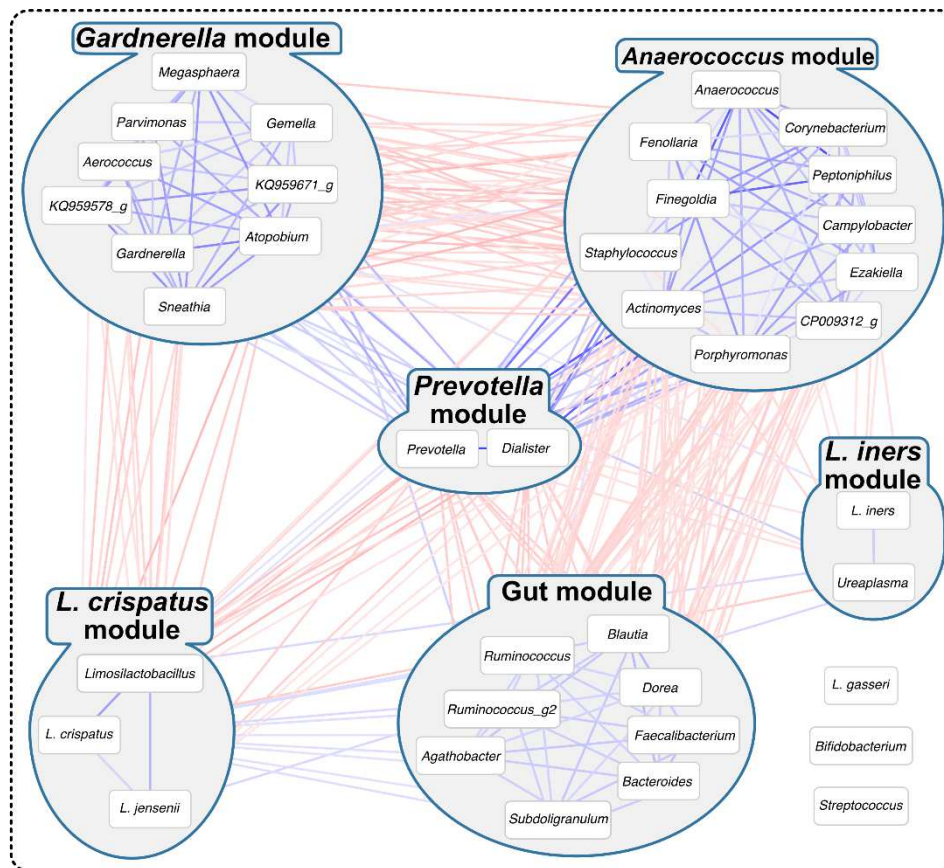 Gardnerella module
Megasphaera
Parvimonas
Gemella
Aerococcus
KQ959671_g
KQ959578_g
Atopobium
Gardnerella
Sneathia
Anaerococcus module
Anaerococcus
Corynebacterium
Fenollaria
Peptoniphilus
Finegoldia
Campylobacter
Staphylococcus
Ezakiella
Actinomyces
CP009312_g
Porphyromonas
Prevotella
module
Prevotella
Dialister
L. iners
module
L. iners
Ureaplasma
L. crispatus
module
Limosilactobacillus
L. crispatus
L. jensenii
Gut module
Blautia
Ruminococcus
Dorea
Ruminococcus_g2
Faecalibacterium
Agathobacter
Bacteroides
Subdoligranulum
L. gasseri
Bifidobacterium
Streptococcus